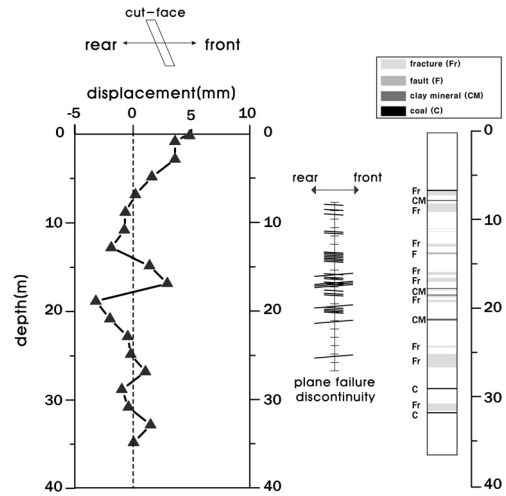 cut-face
rear front
displacement(mm)
-5 0 5 10
0 0
10 10
20 20
30 30
40 40
depth(m)
rear front
plane failure
discontinuity
fracture (Fr)
fault (F)
clay mineral (CM)
coal (C)
0
10
20
30
40
Fr
CM
Fr
Fr
F
Fr
Fr
CM
Fr
CM
Fr
Fr
C
Fr
C